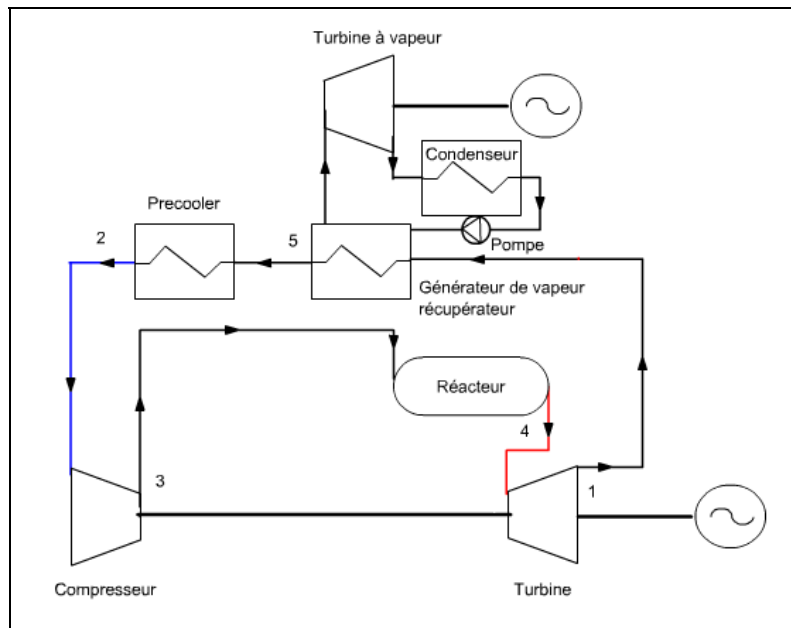 Turbine à vapeur
Condenseur
Precooler
2
5
Pompe
Générateur de vapeur
récupérateur
Réacteur
4
3
1
Compresseur
Turbine